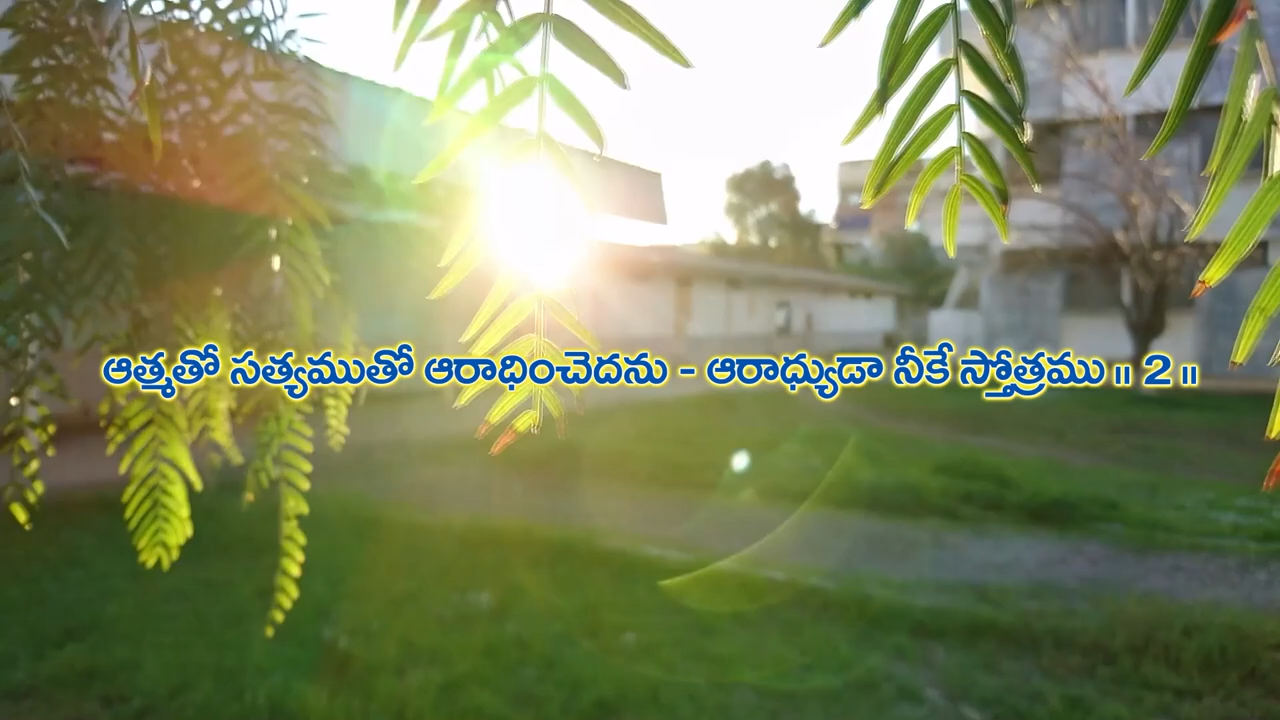 ఆత్మతో సత్యముతో ఆరాధించెదను - ఆరాధ్యుడా నీకే స్తోత్రము ॥ 2 ॥